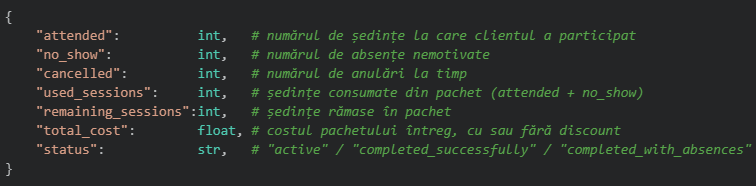 {
    "attended":          int,   # numărul de ședințe la care clientul a participat
    "no_show":           int,   # numărul de absențe nemotivate
    "cancelled":         int,   # numărul de anulări la timp
    "used_sessions":     int,   # ședințe consumate din pachet (attended + no_show)
    "remaining_sessions":int,   # ședințe rămase în pachet
    "total_cost":        float, # costul pachetului întreg, cu sau fără discount
    "status":            str,   # "active" / "completed_successfully" / "completed_with_absences"
}